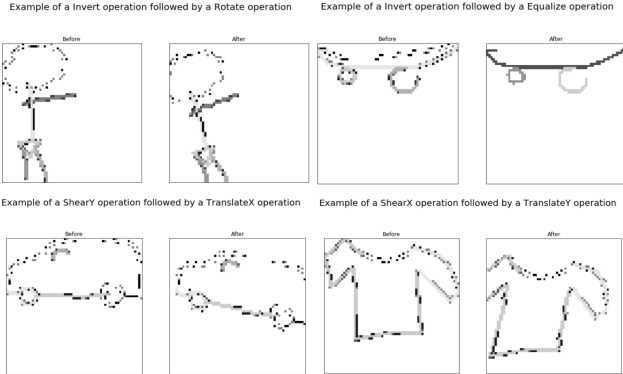 Example of a Invert operation followed by a Rotate operation
Before
After
Example of a Invert operation followed by a Equalize operation
Before
After
Example of a ShearY operation followed by a TranslateX operation
Before
After
Example of a ShearX operation followed by a TranslateY operation
Before
After